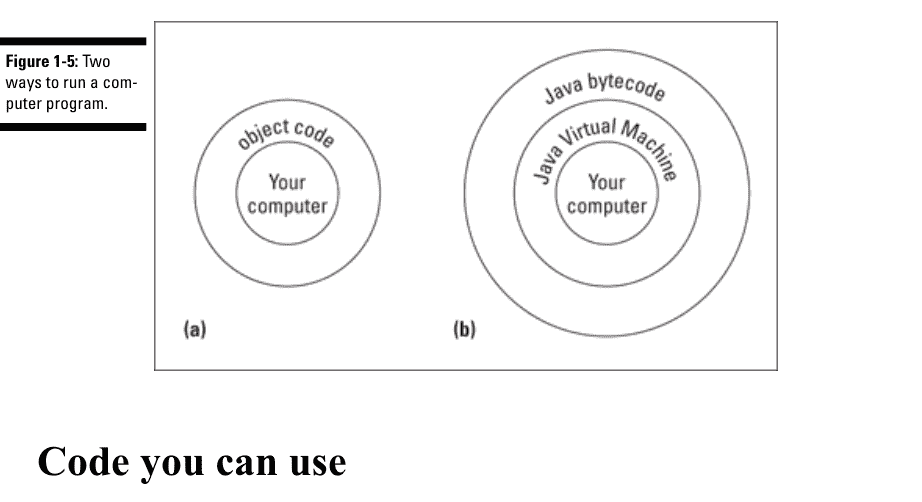 Figure 1-5: Two
ways to run a com-
puter program.
object code
Your
computer
(a)
Java bytecode
Java Virtual Machine
Your
computer
(b)
Code you can use